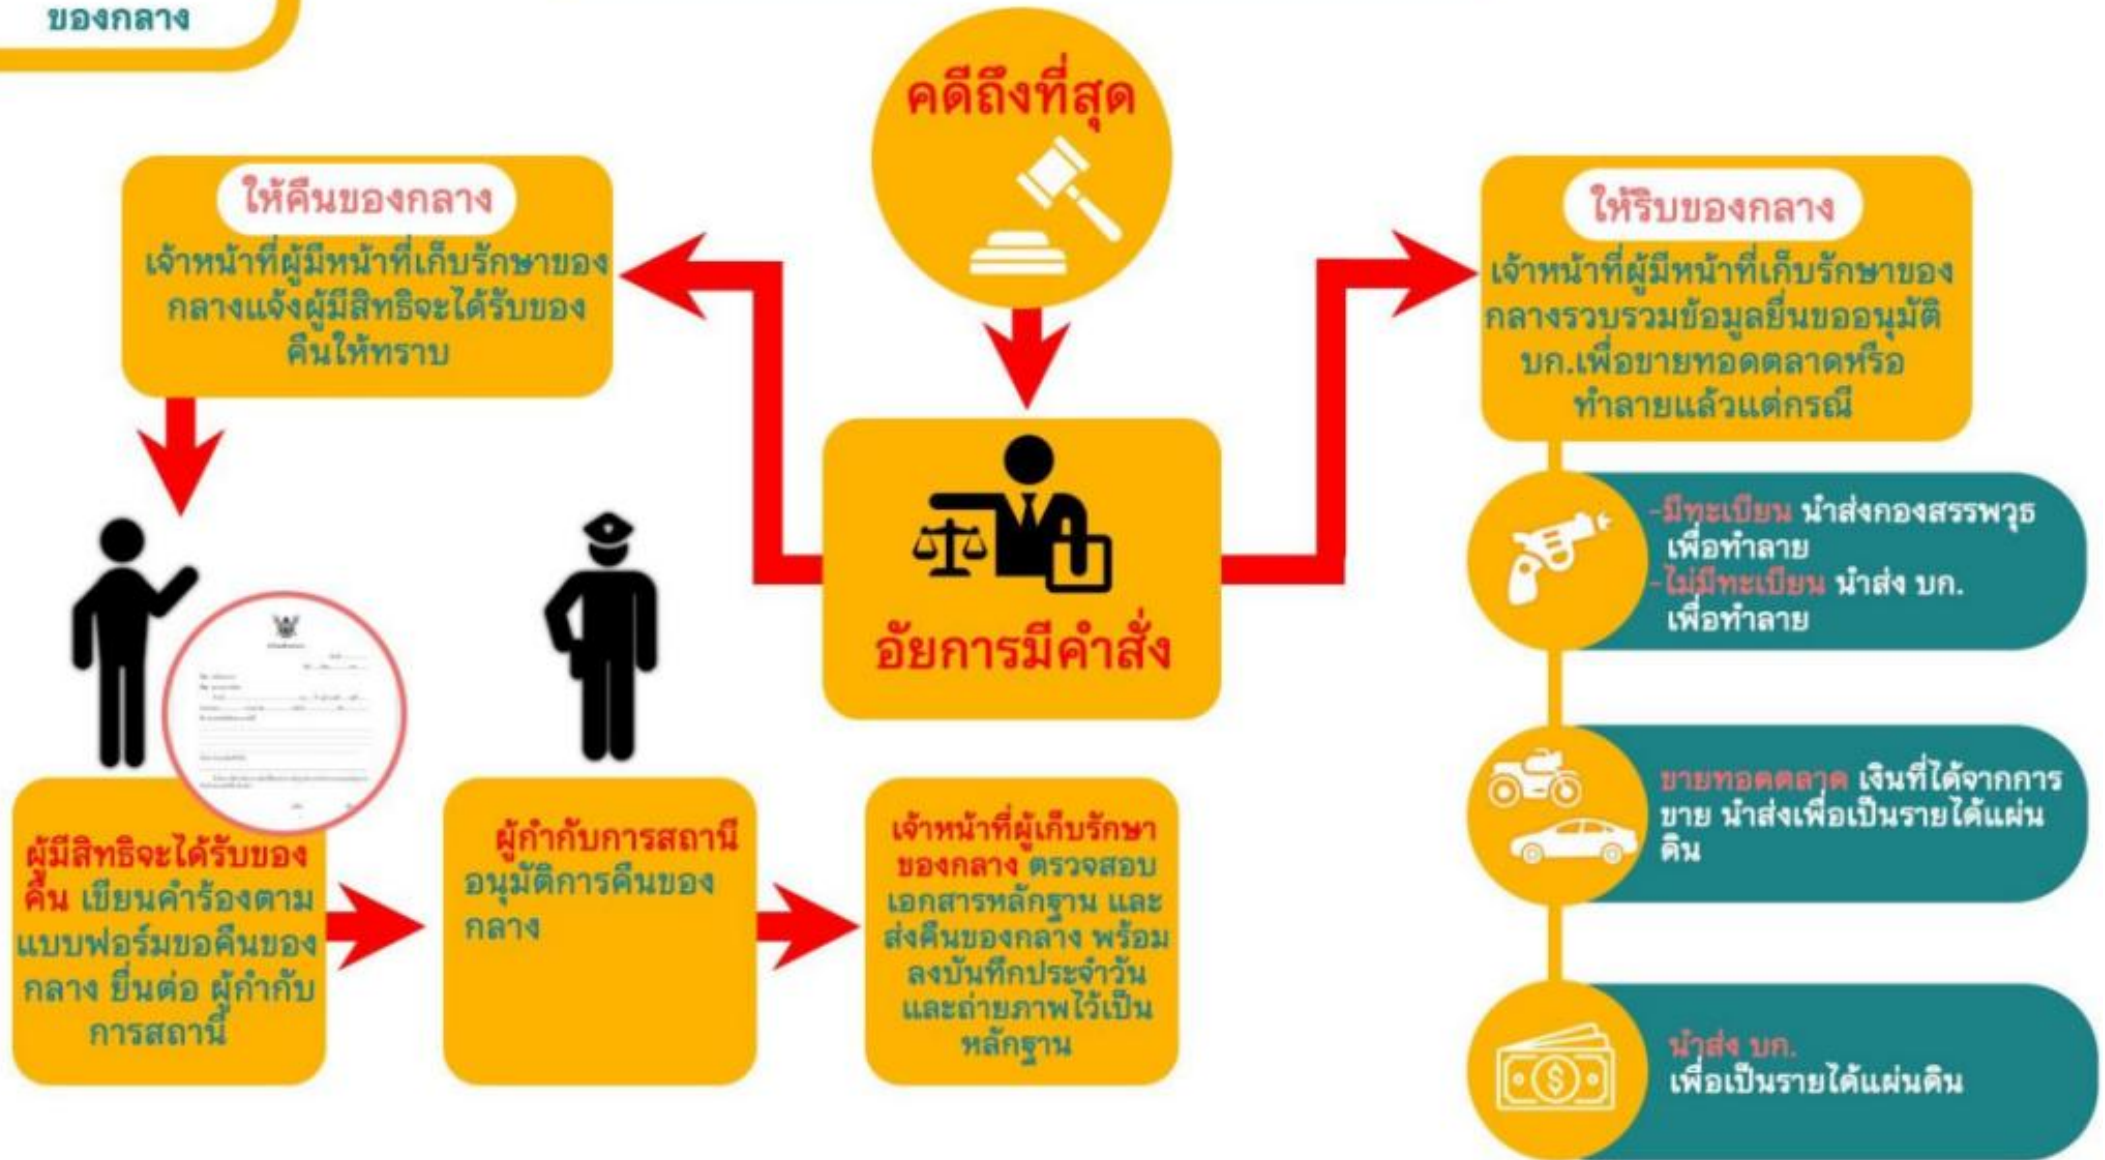 ของกลาง
คดีถึงที่สุด
ให้คืนของกลาง
เจ้าหน้าที่ผู้มีหน้าที่เก็บรักษาของ
กลางแจ้งผู้มีสิทธิจะได้รับของ
คืนให้ทราบ
ให้ริบของกลาง
เจ้าหน้าที่ผู้มีหน้าที่เก็บรักษาของ
กลางรวบรวมข้อมูลยื่นขออนุมัติ
บก.เพื่อขายทอดตลาดหรือ
ทำลายแล้วแต่กรณี
อัยการมีคำสั่ง
-มีทะเบียน นำส่งกองสรรพวุธ
เพื่อทำลาย
-ไม่มีทะเบียน นำส่ง บก.
เพื่อทำลาย
ขายทอดตลาด เงินที่ได้จากการ
ขาย นำส่งเพื่อเป็นรายได้แผ่น
ดิน
นำส่ง บก.
เพื่อเป็นรายได้แผ่นดิน
ผู้มีสิทธิจะได้รับของ
คืน เขียนคำร้องตาม
แบบฟอร์มขอคืนของ
กลาง ยื่นต่อ ผู้กำกับ
การสถานี
ผู้กำกับการสถานี
อนุมัติการคืนของ
กลาง
เจ้าหน้าที่ผู้เก็บรักษา
ของกลาง ตรวจสอบ
เอกสารหลักฐาน และ
ส่งคืนของกลาง พร้อม
ลงบันทึกประจำวัน
และถ่ายภาพไว้เป็น
หลักฐาน